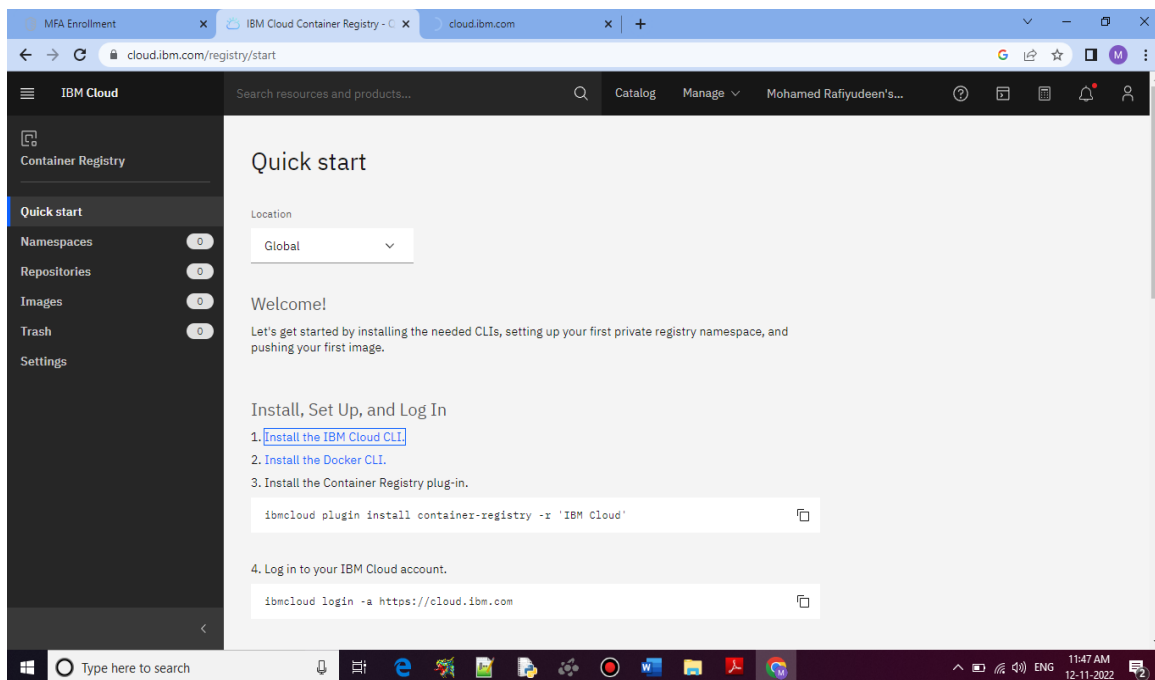 MFA Enrollment
IBM Cloud Container Registry - 
cloud.ibm.com
cloud.ibm.com/registry/start
G
M
IBM Cloud
Search resources and products...
Catalog
Manage
Mohamed Rafiyudeen's...
Container Registry
Quick start
Namespaces 0
Repositories 0
Images 0
Trash 0
Settings
Quick start
Location
Global
Welcome!
Let's get started by installing the needed CLIs, setting up your first private registry namespace, and
pushing your first image.
Install, Set Up, and Log In
1. Install the IBM Cloud CLI.
2. Install the Docker CLI.
3. Install the Container Registry plug-in.
ibmcloud plugin install container-registry -r 'IBM Cloud'
4. Log in to your IBM Cloud account.
ibmcloud login -a https://cloud.ibm.com
Type here to search
ENG
11:47 AM
12-11-2022
2